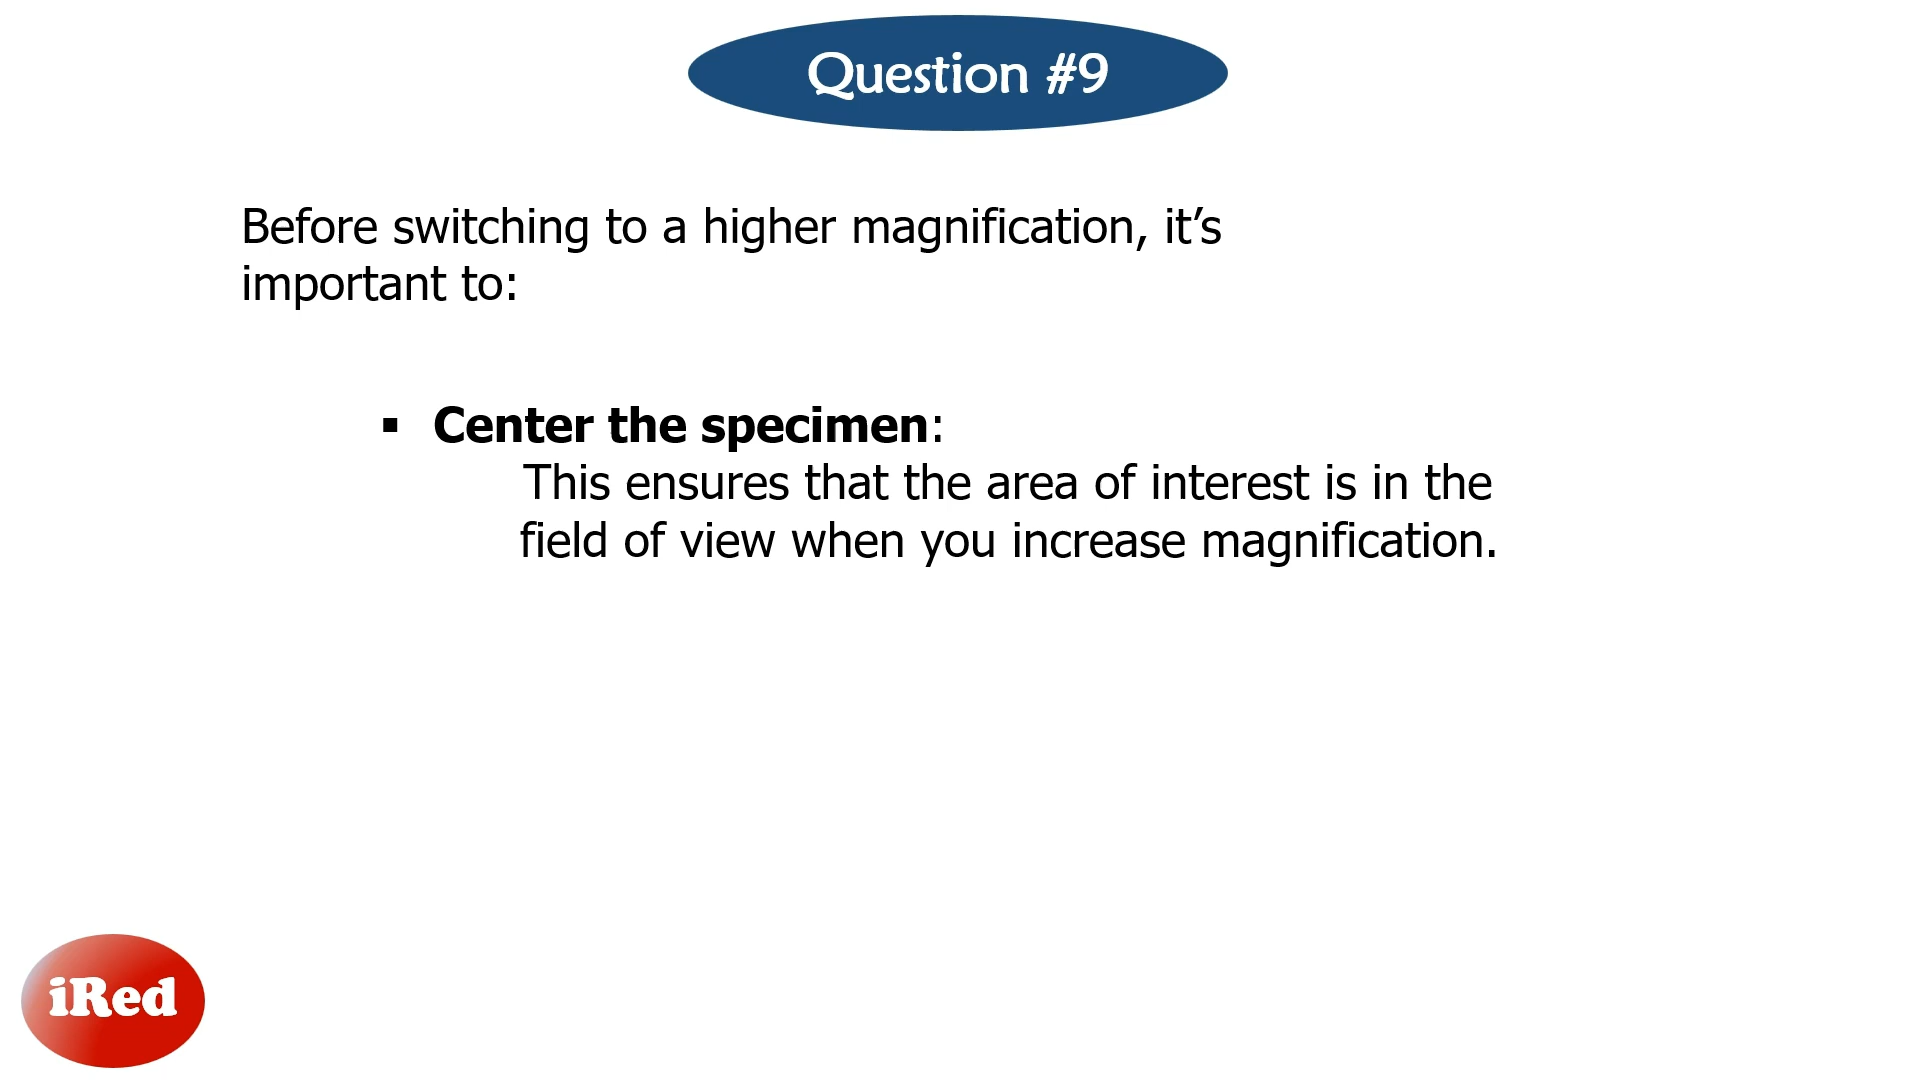 Question #9
Before switching to a higher magnification, it’s
important to:
▪ Center the specimen:
This ensures that the area of interest is in the
field of view when you increase magnification.
iRed